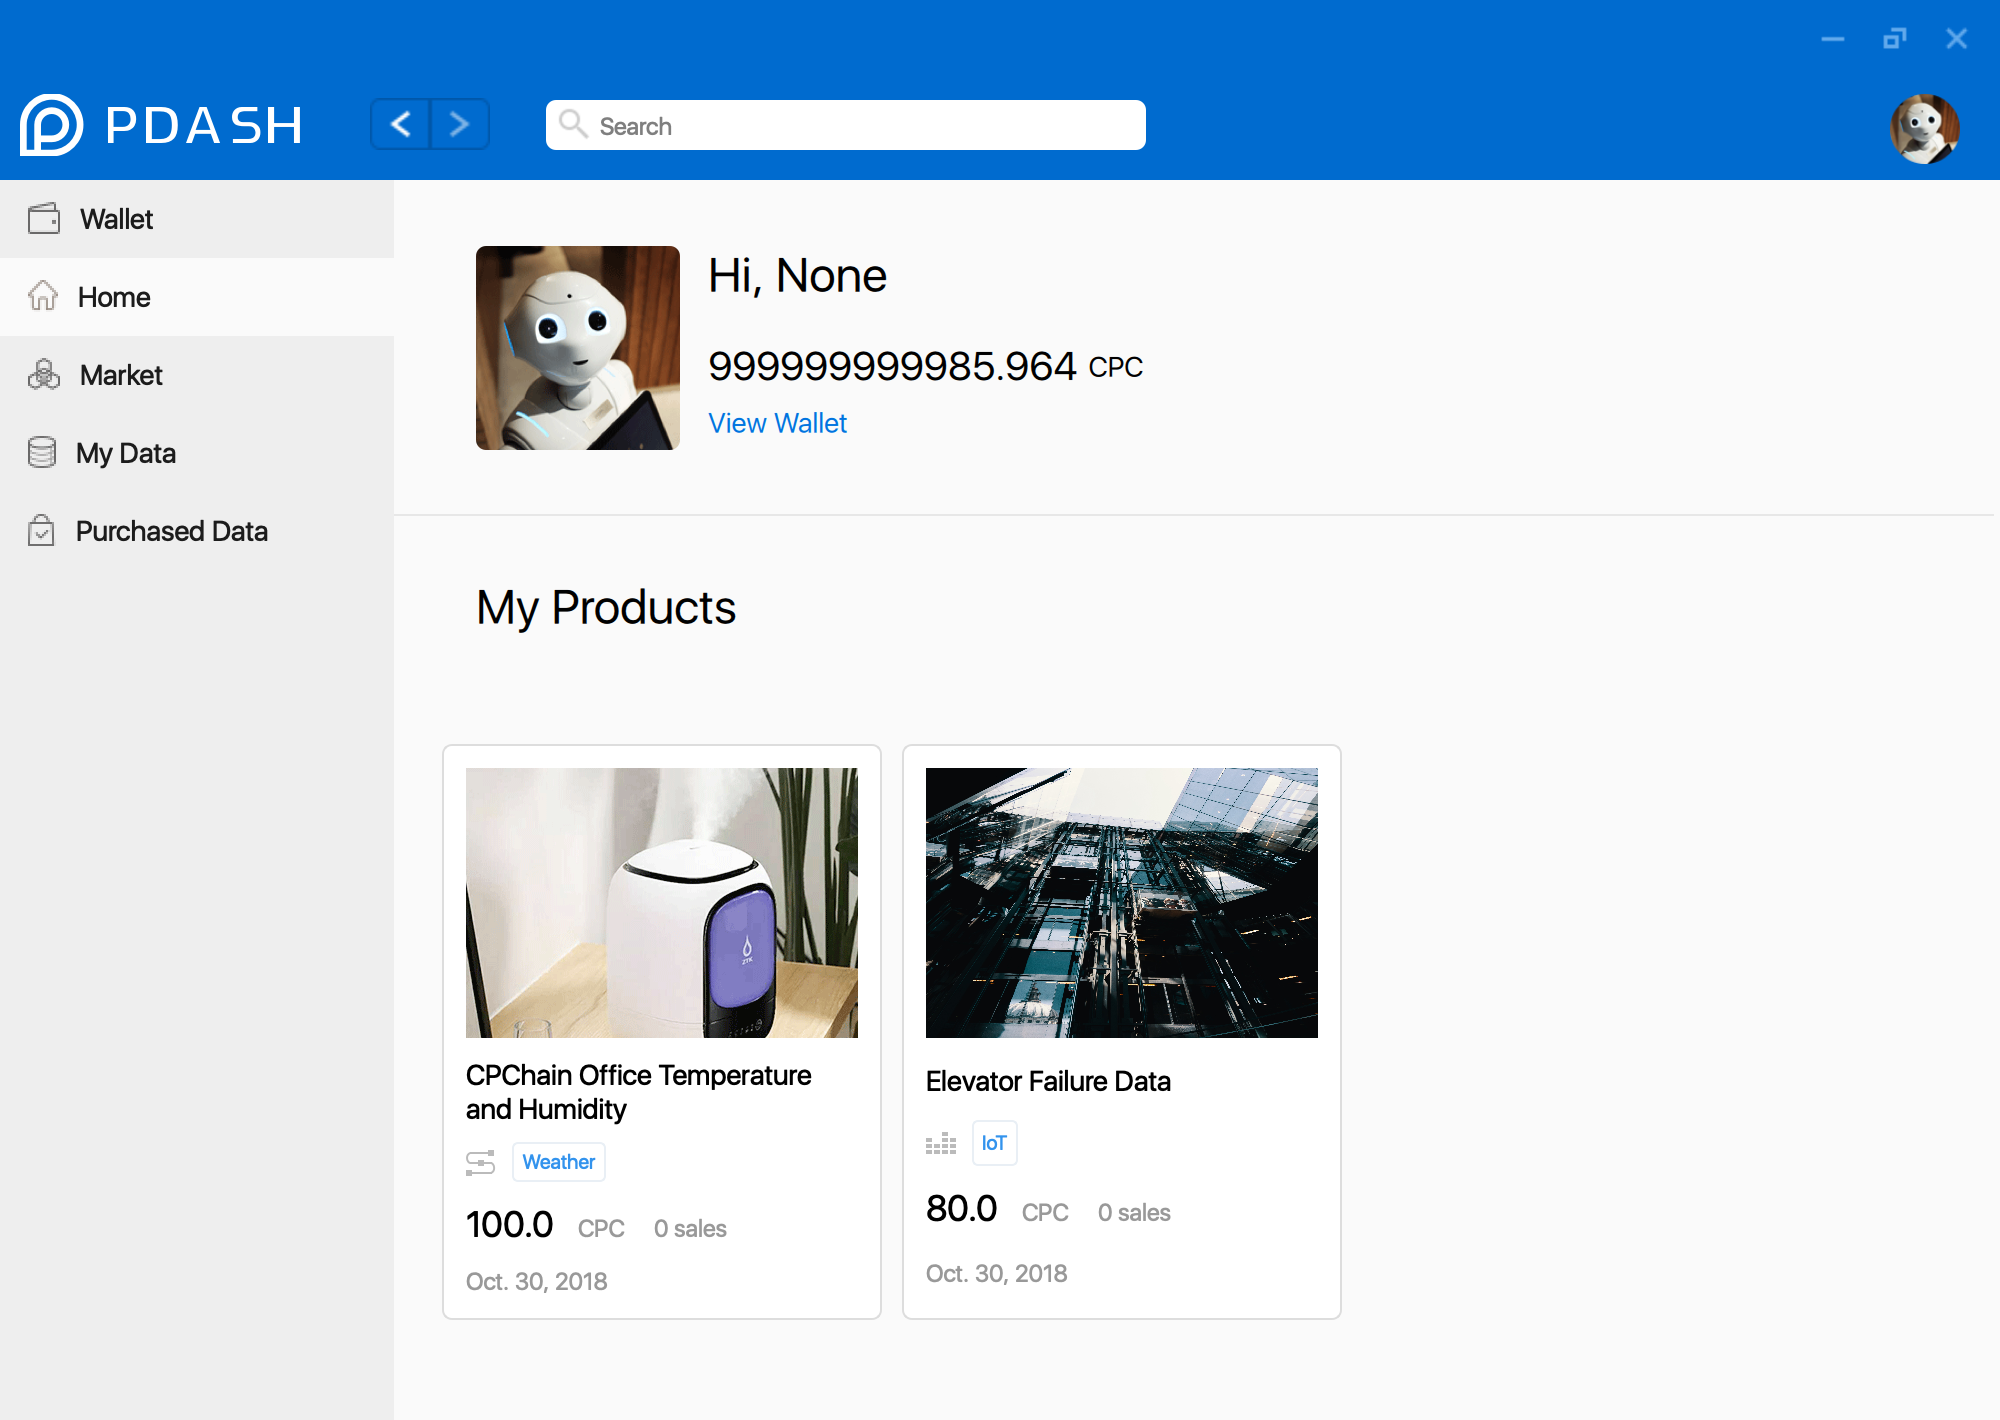 PDASH
Search
Wallet
Home
Market
My Data
Purchased Data
Hi, None
999999999985.964 CPC
View Wallet
My Products
CPChain Office Temperature
and Humidity
Weather
100.0 CPC 0 sales
Oct. 30, 2018
Elevator Failure Data
IoT
80.0 CPC 0 sales
Oct. 30, 2018